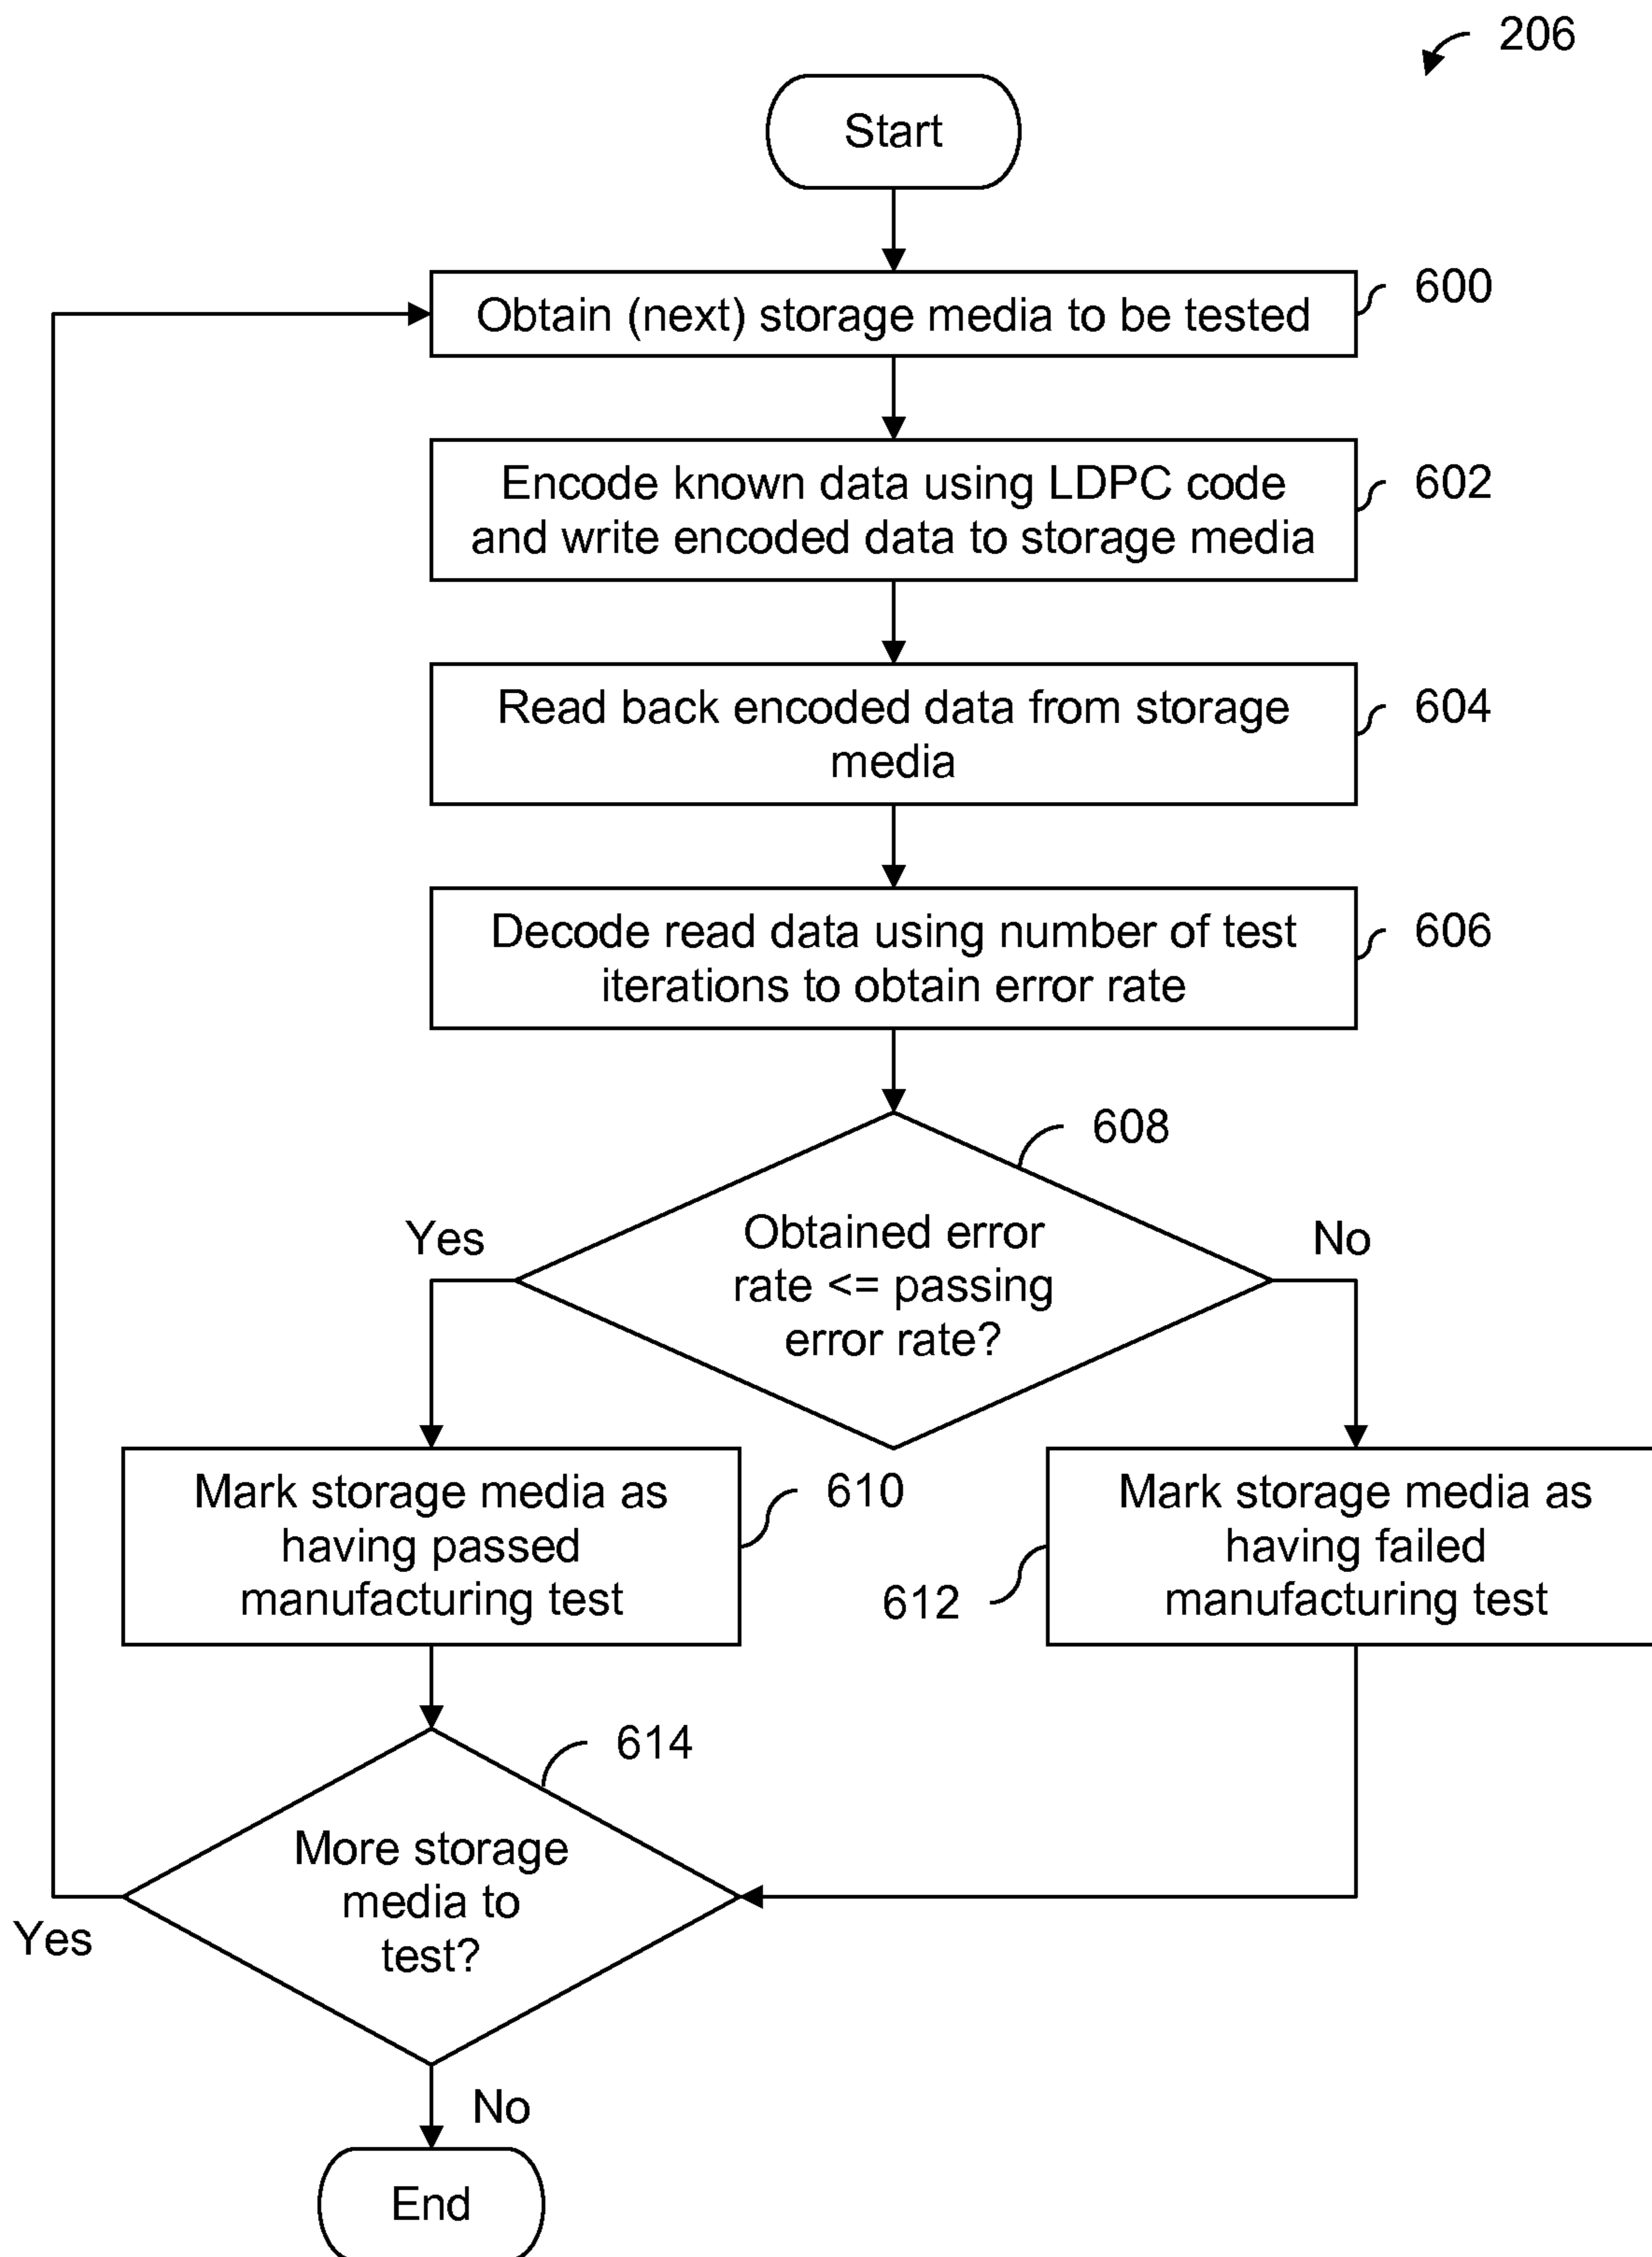 206
Start
Obtain (next) storage media to be tested
600
Encode known data using LDPC code
and write encoded data to storage media
602
Read back encoded data from storage
media
604
Decode read data using number of test
iterations to obtain error rate
606
608
Yes
Obtained error
rate <= passing
error rate?
No
Mark storage media as
having passed
manufacturing test
610
612
Mark storage media as
having failed
manufacturing test
614
More storage
media to
test?
Yes
No
End